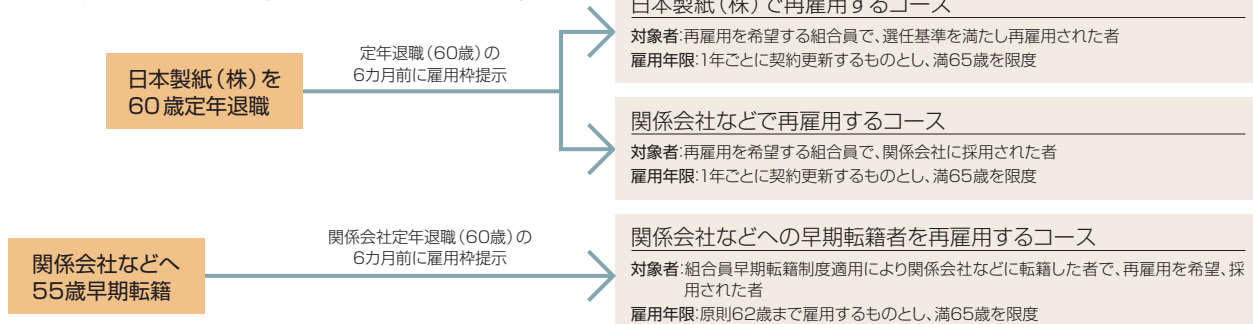 日本製紙（株）で再雇用するコース
対象者:再雇用を希望する組合員で、選任基準を満たし再雇用された者
雇用年限:1年ごとに契約更新するものとし、満65歳を限度
定年退職（60歳）の
6カ月前に雇用枠提示
日本製紙（株）を
60歳定年退職
関係会社などで再雇用するコース
対象者:再雇用を希望する組合員で、関係会社に採用された者
雇用年限:1年ごとに契約更新するものとし、満65歳を限度
関係会社などへ
55歳早期転籍
関係会社定年退職（60歳）の
6カ月前に雇用枠提示
関係会社などへの早期転籍者を再雇用するコース
対象者:組合員早期転籍制度適用により関係会社などに転籍した者で、再雇用を希望、採
用された者
雇用年限:原則62歳まで雇用するものとし、満65歳を限度